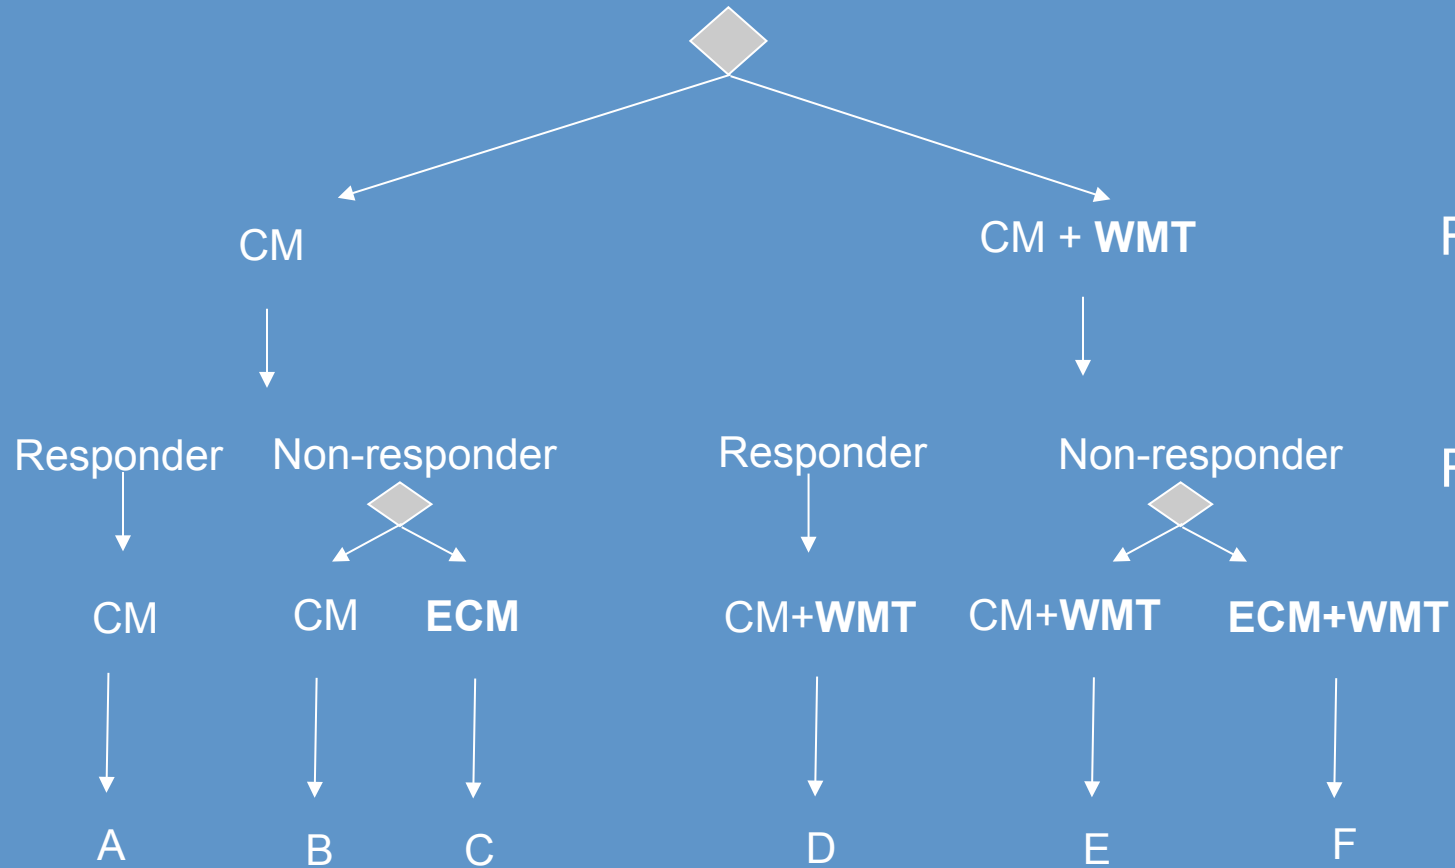 CM
CM + WMT
Responder
Non-responder
Responder
Non-responder
CM
CM
ECM
CM+WMT
CM+WMT
ECM+WMT
A
B
C
D
E
F